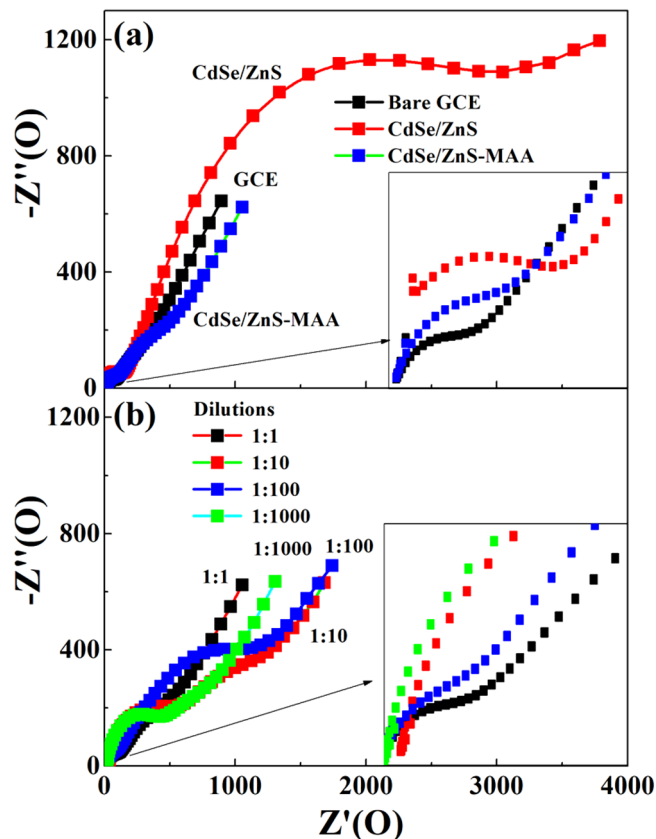 (a)
1200
800
400
0
-Z''(O)
CdSe/ZnS
GCE
CdSe/ZnS-MAA
Bare GCE
CdSe/ZnS
CdSe/ZnS-MAA
(b)
1200
800
400
0
-Z''(O)
Dilutions
1:1
1:10
1:100
1:1000
1:1
1:1000
1:100
1:10
0 1000 2000 3000 4000
Z'(O)